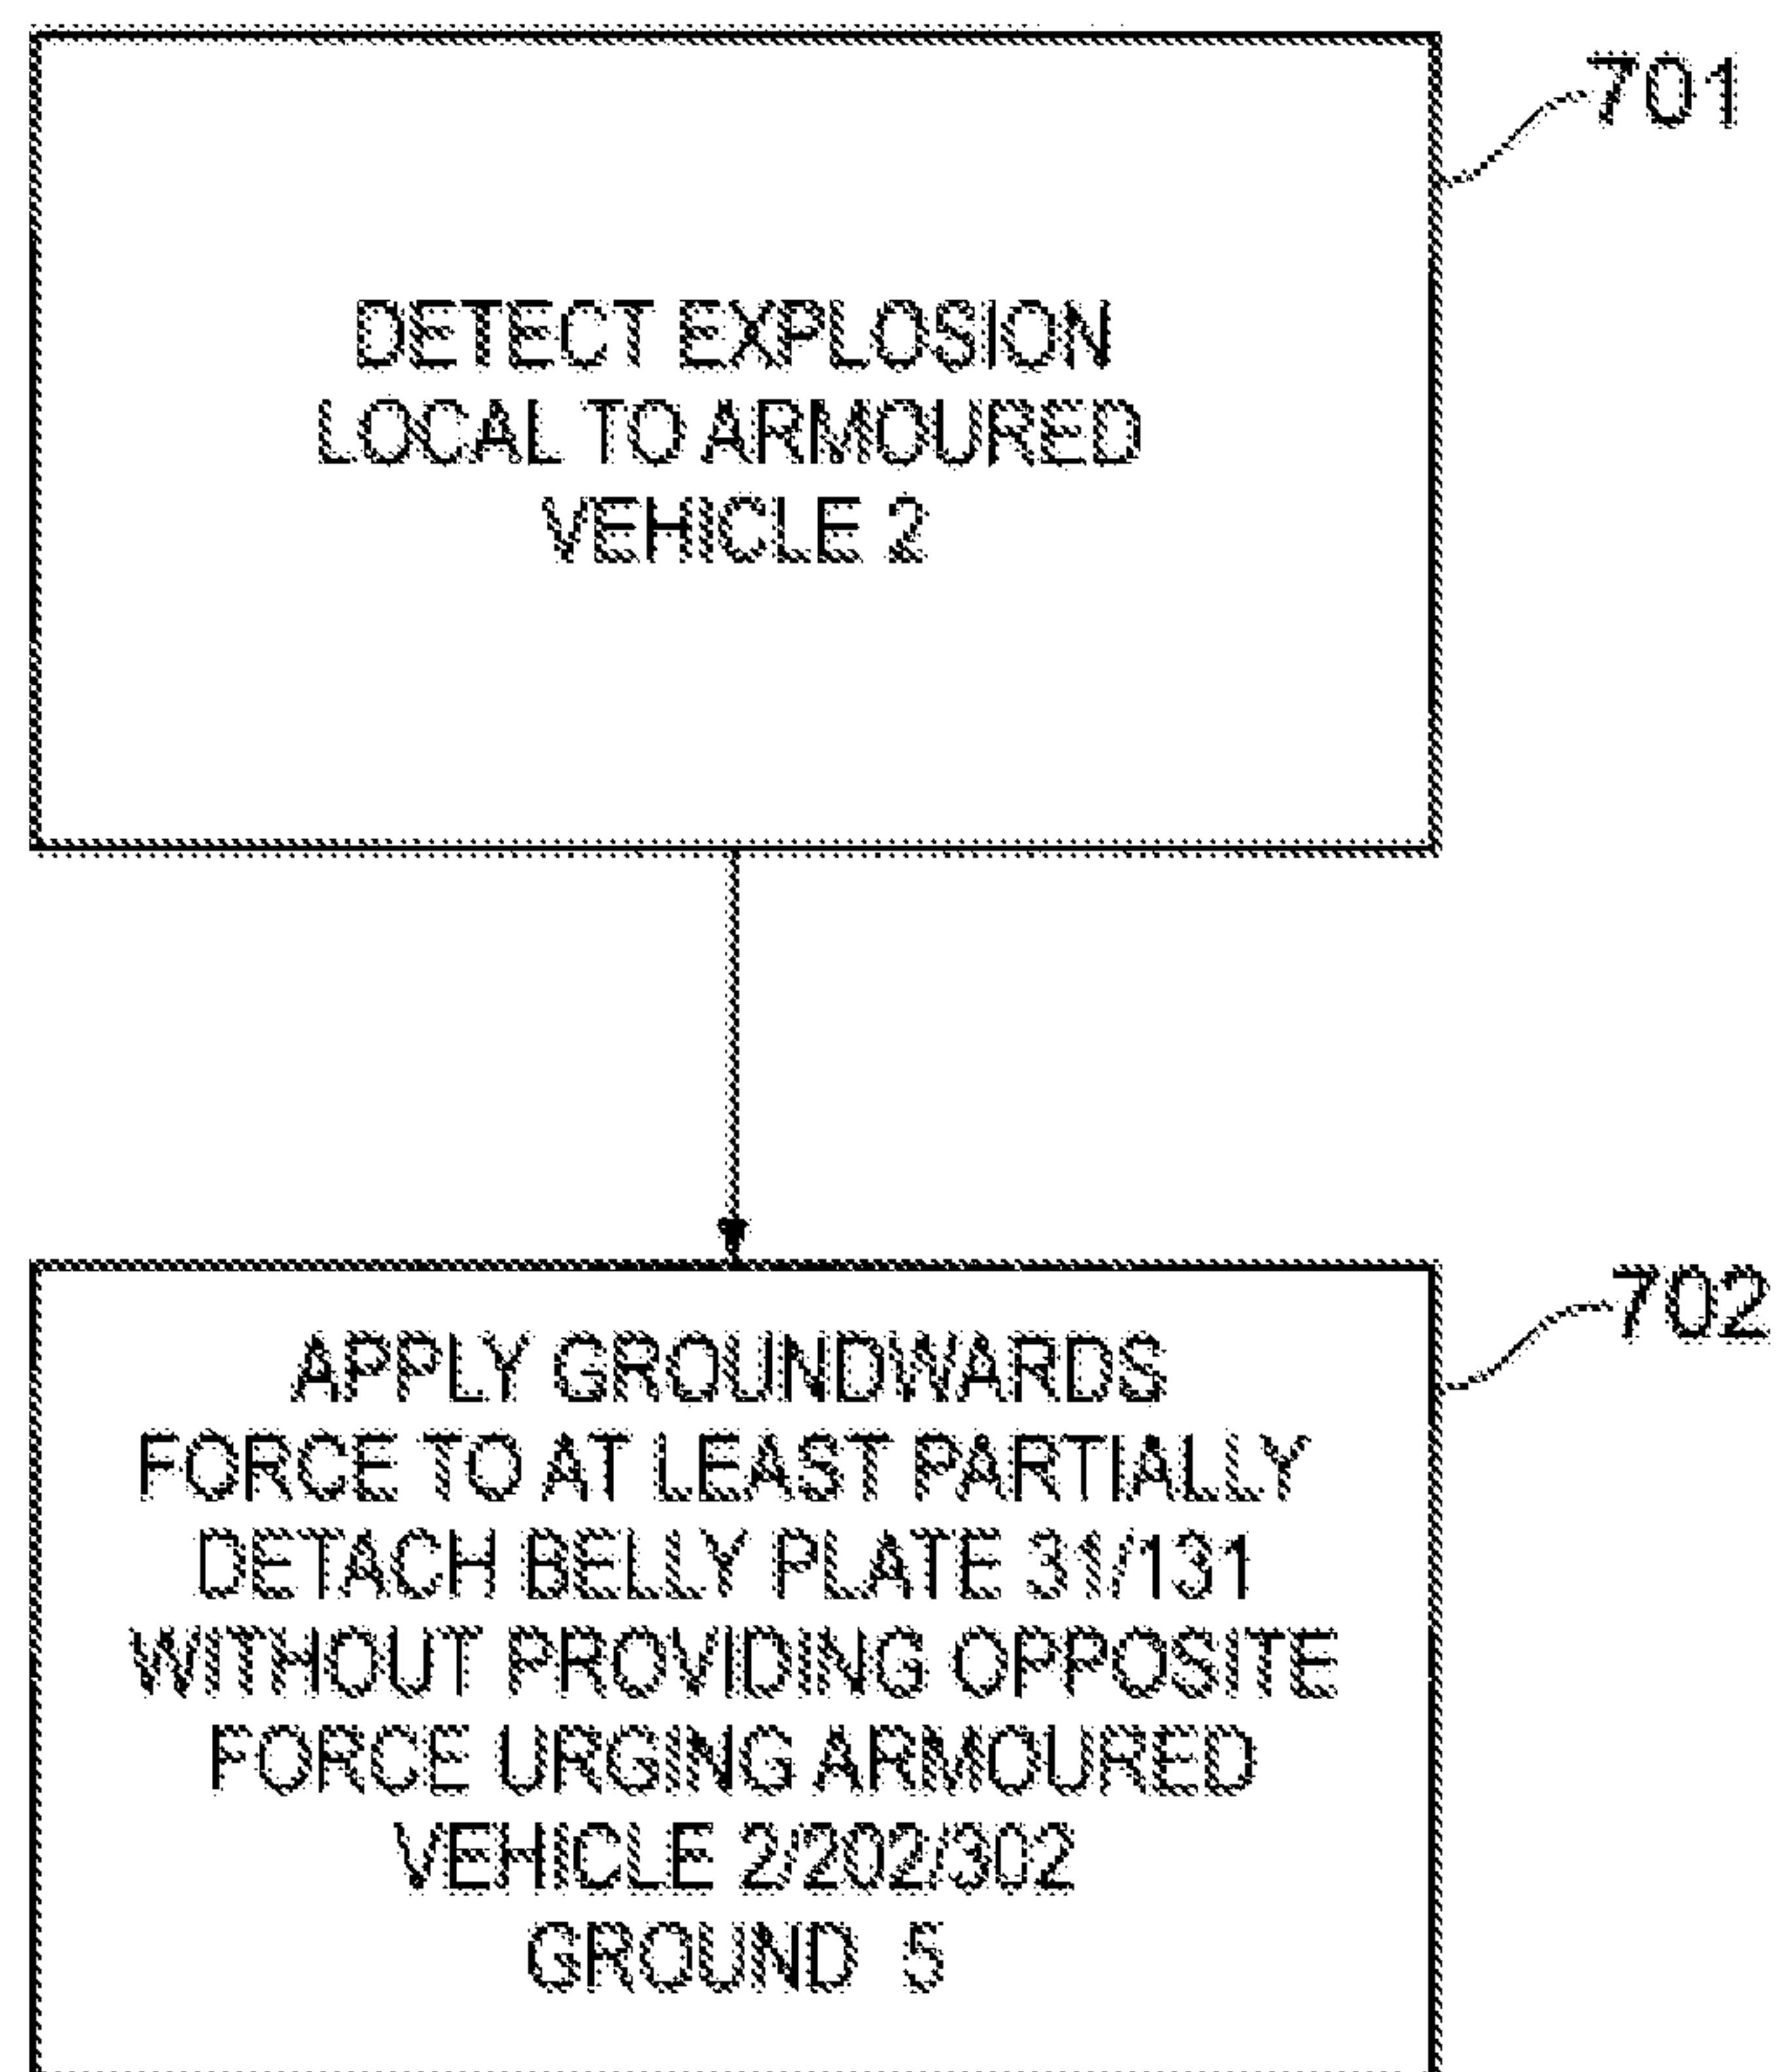 701
DETECT EXPLOSION
LOCAL TO ARMOURED
VEHICLE 2
702
APPLY GROUNDWARDS
FORCE TO AT LEAST PARTIALLY
DETACH BELLY PLATE 31/131
WITHOUT PROVIDING OPPOSITE
FORCE URGING ARMOURED
VEHICLE 2/202/302
GROUND 5